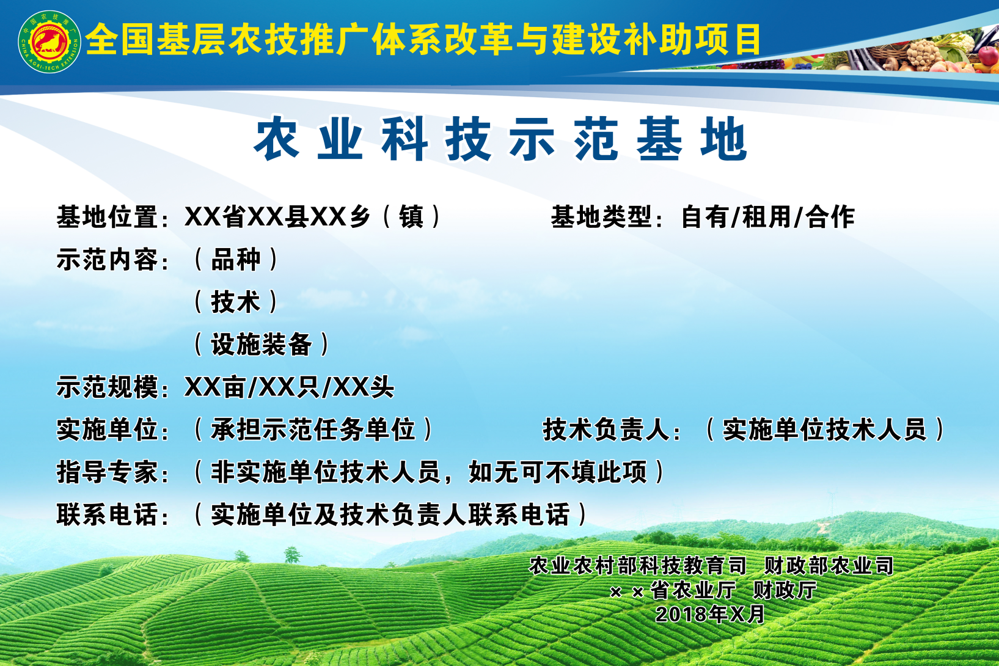 中国农技推广
CHINA AGRI-TECH EXTENSION
全国基层农技推广体系改革与建设补助项目
农业科技示范基地
基地位置：XX省XX县XX乡（镇） 基地类型：自有/租用/合作
示范内容：（品种）
（技术）
（设施装备）
示范规模：XX亩/XX只/XX头
实施单位：（承担示范任务单位） 技术负责人：（实施单位技术人员）
指导专家：（非实施单位技术人员，如无可不填此项）
联系电话：（实施单位及技术负责人联系电话）
农业农村部科技教育司 财政部农业司
××省农业厅 财政厅
2018年X月